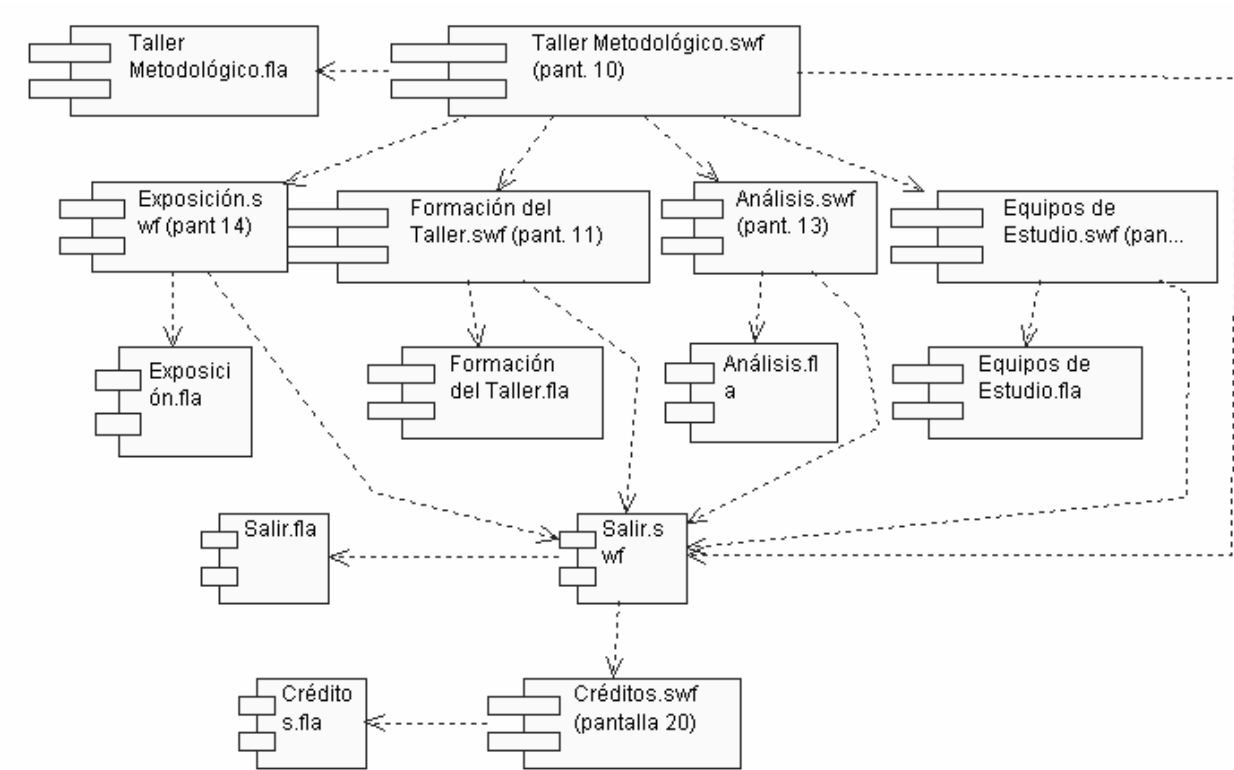 Taller
Metodológico.fla
Taller Metodológico.swf
(pant. 10)
Exposición.s
wf (pant 14)
Formación del
Taller.swf (pant. 11)
Análisis.swf
(pant. 13)
Equipos de
Estudio.swf (pan...
Exposici
ón.fla
Formación
del Taller.fla
Análisis.fl
a
Equipos de
Estudio.fla
Salir.fla
Salir.s
wf
Crédito
s.fla
Créditos.swf
(pantalla 20)